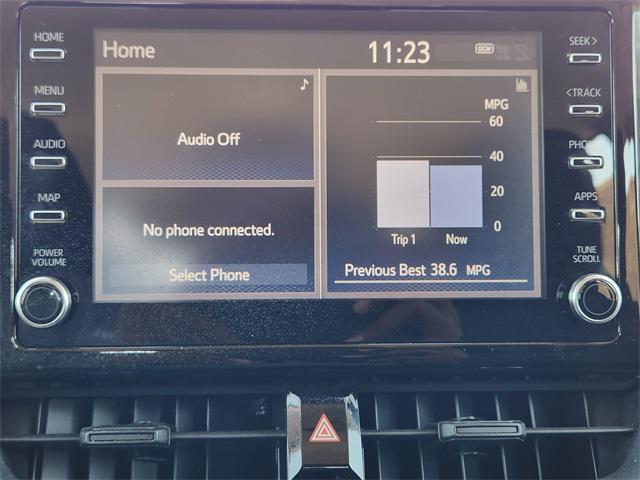 HOME
MENU
AUDIO
MAP
POWER
VOLUME
Home
11:23
DCM
Audio Off
No phone connected.
Select Phone
MPG
60
40
20
0
Trip 1 Now
Previous Best 38.6 MPG
SEEK >
< TRACK
APPS
TUNE
SCROLL